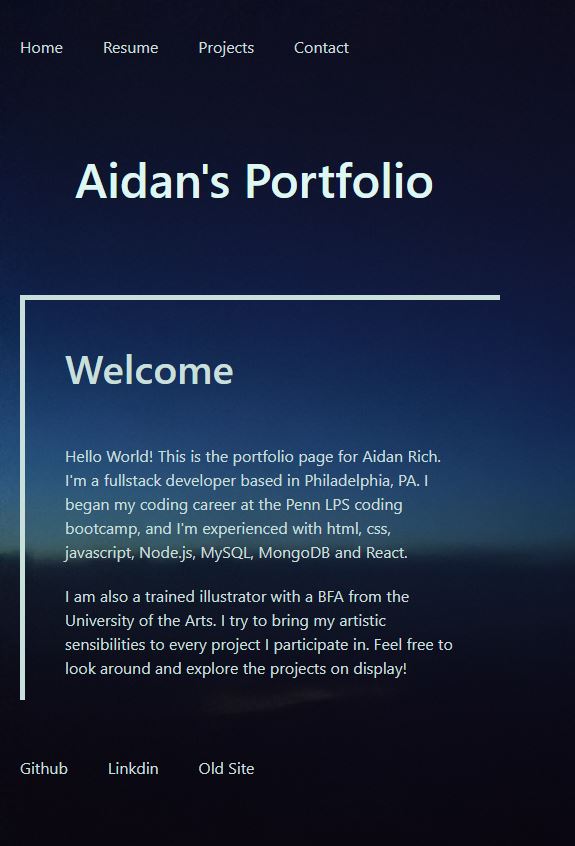 Home Resume Projects Contact
Aidan's Portfolio
Welcome
Hello World! This is the portfolio page for Aidan Rich.
I'm a fullstack developer based in Philadelphia, PA. I
began my coding career at the Penn LPS coding
bootcamp, and I'm experienced with html, css,
javascript, Node.js, MySQL, MongoDB and React.
I am also a trained illustrator with a BFA from the
University of the Arts. I try to bring my artistic
sensibilities to every project I participate in. Feel free to
look around and explore the projects on display!
Github Linkdin Old Site